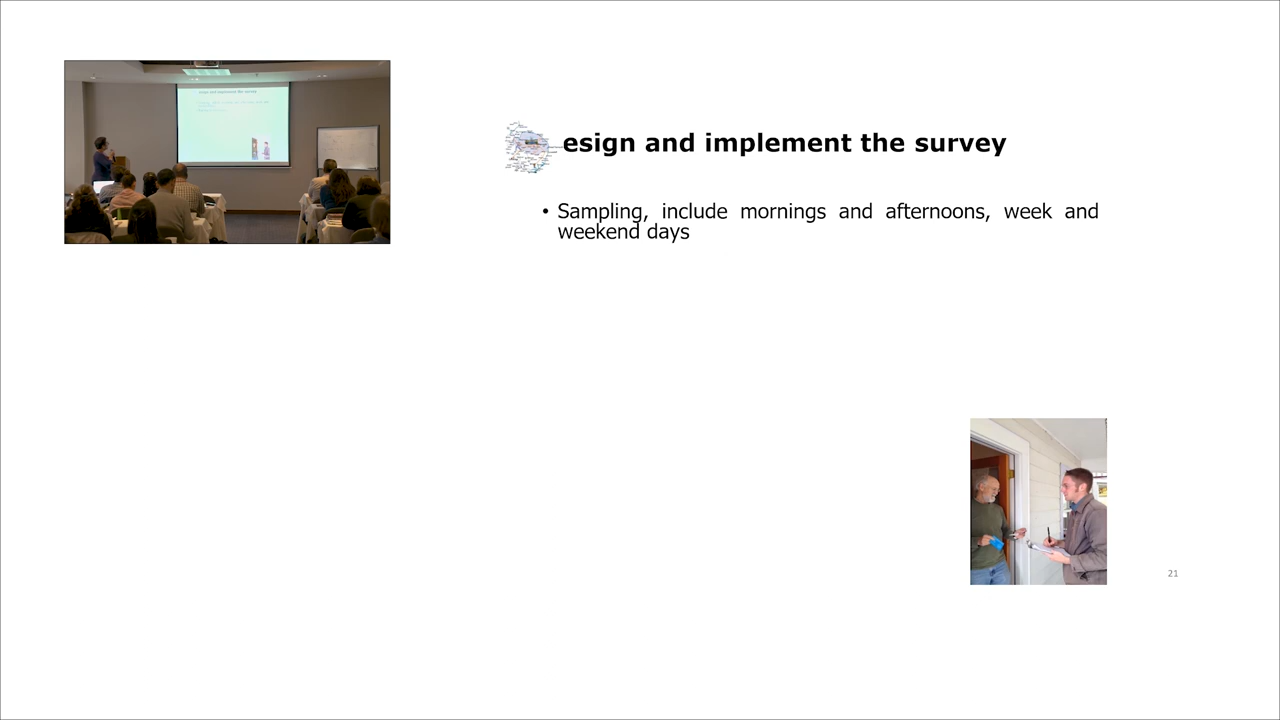 esign and implement the survey
• Sampling, include mornings and afternoons, week and
weekend days
21